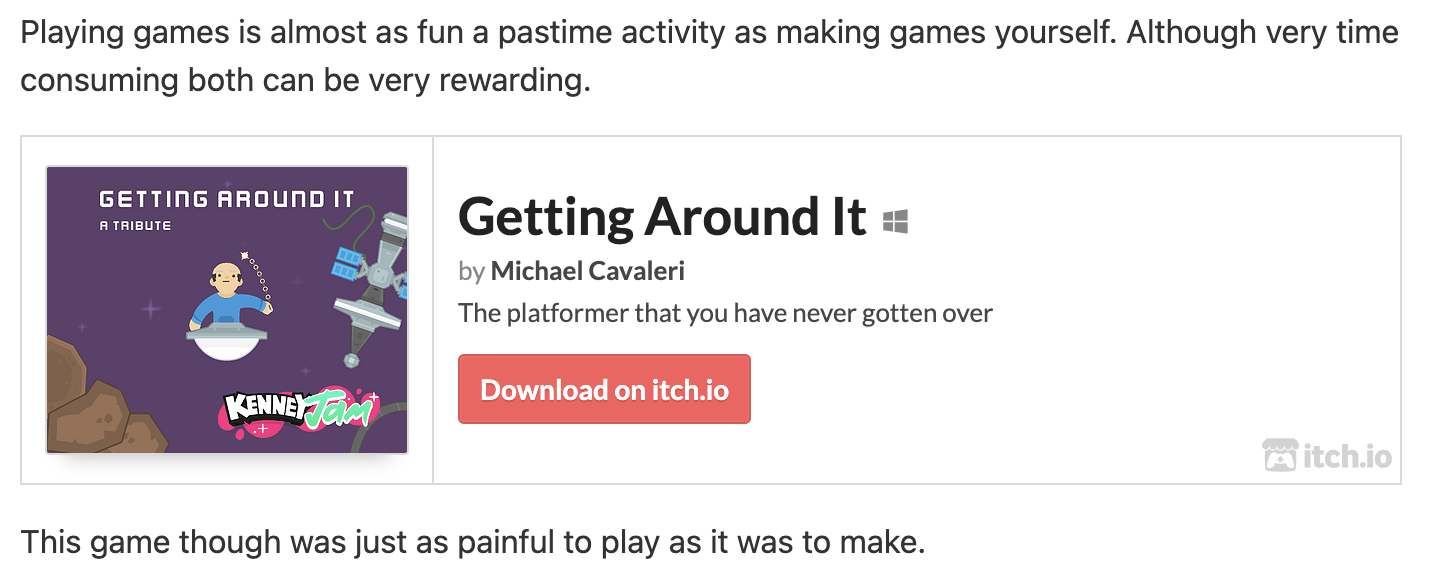 Playing games is almost as fun a pastime activity as making games yourself. Although very time
consuming both can be very rewarding.
GETTING AROUND IT
A TRIBUTE
KENNEY Jam
Getting Around It
by Michael Cavaleri
The platformer that you have never gotten over
Download on itch.io
itch.io
This game though was just as painful to play as it was to make.